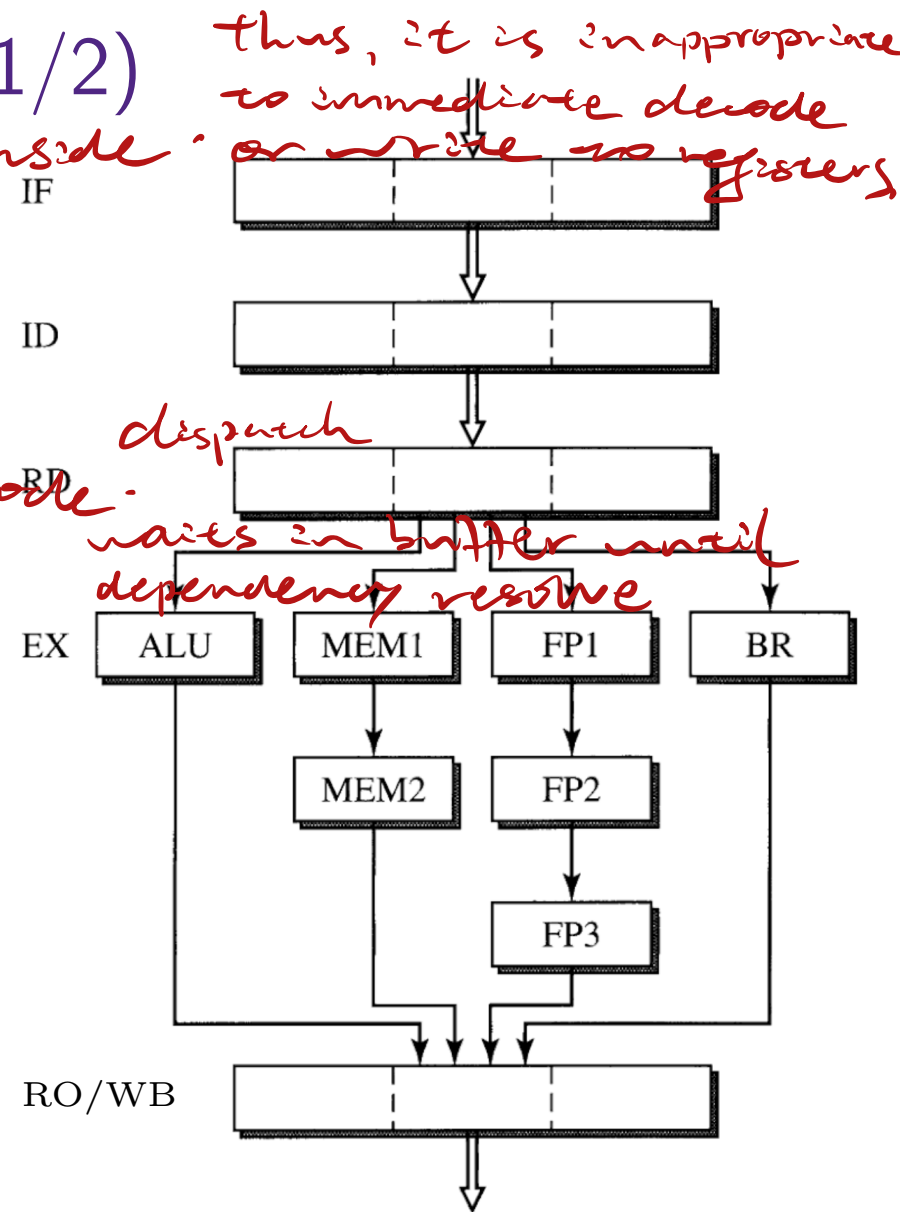 1/2)
thus, it is inappropriate
to immediate decode
nside · or write to registers
IF
ID
dispatch
RD
ode ·
waits in buffer until
dependency resolve
EX ALU MEM1 FP1 BR
MEM2 FP2
FP3
RO/WB